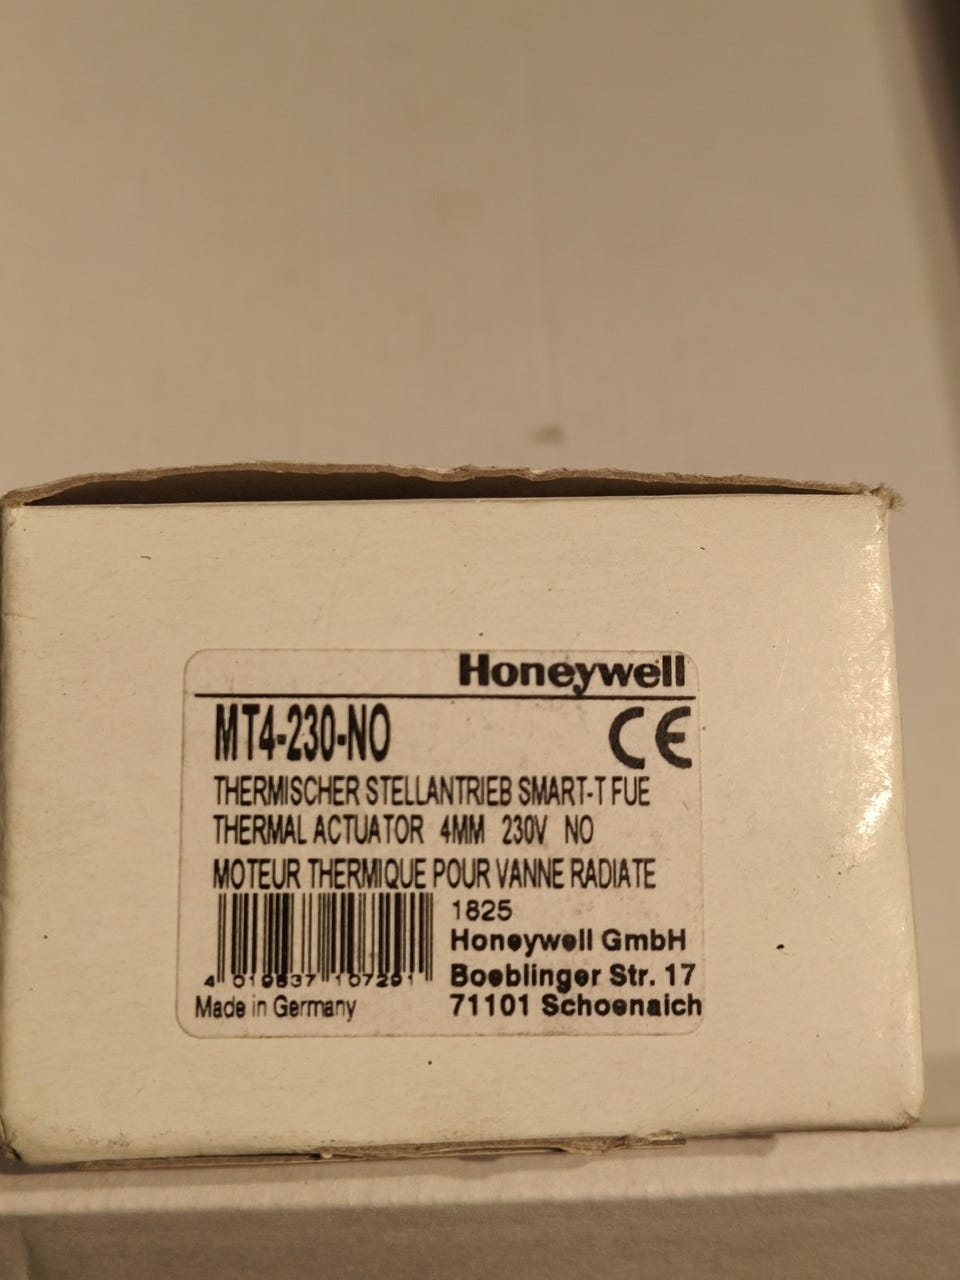 Honeywell
MT4-230-NO
CE
THERMISCHER STELLANTRIEB SMART-T FUE
THERMAL ACTUATOR 4MM 230V NO
MOTEUR THERMIQUE POUR VANNE RADIATE
1825
Honeywell GmbH
Boeblinger Str. 17
71101 Schoenaich
4 019837 107291
Made in Germany